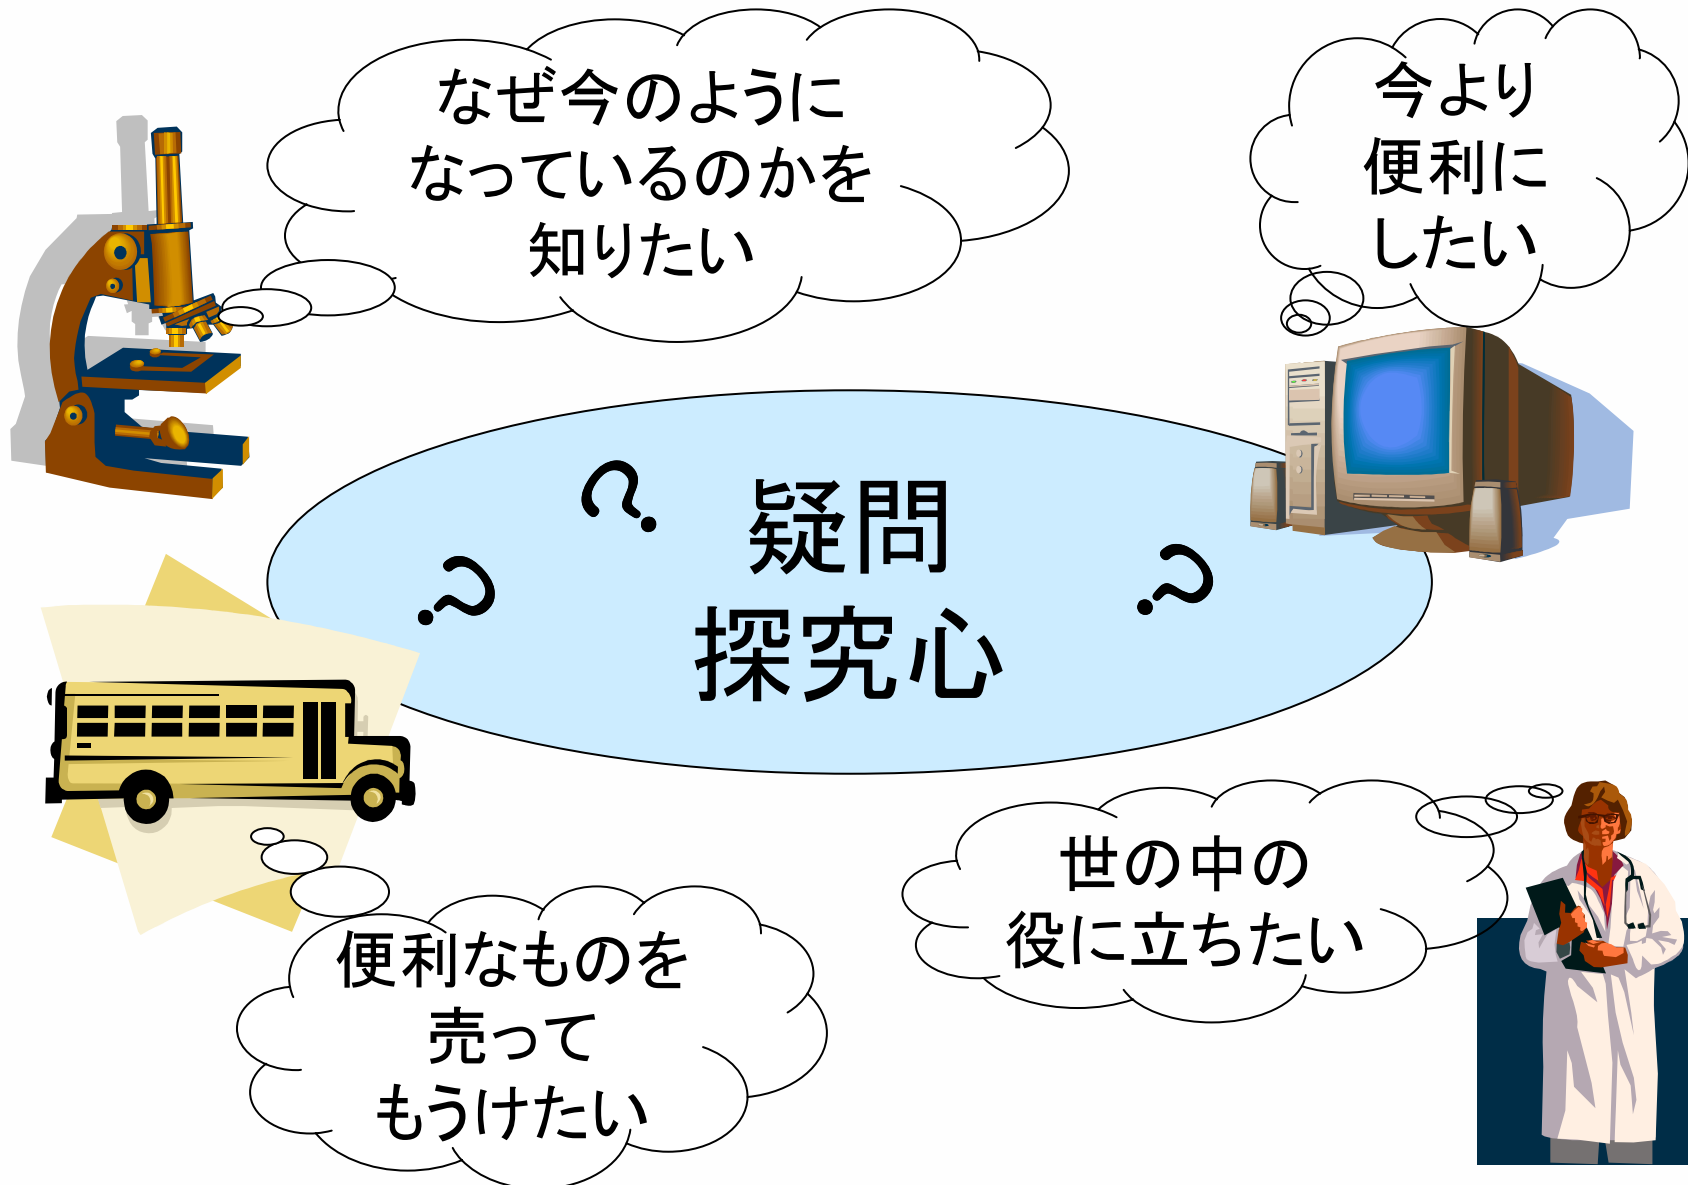 なぜ今のように
なっているのかを
知りたい
今より
便利に
したい
?
?
?
疑問
探究心
世の中の
役に立ちたい
便利なものを
売って
もうけたい